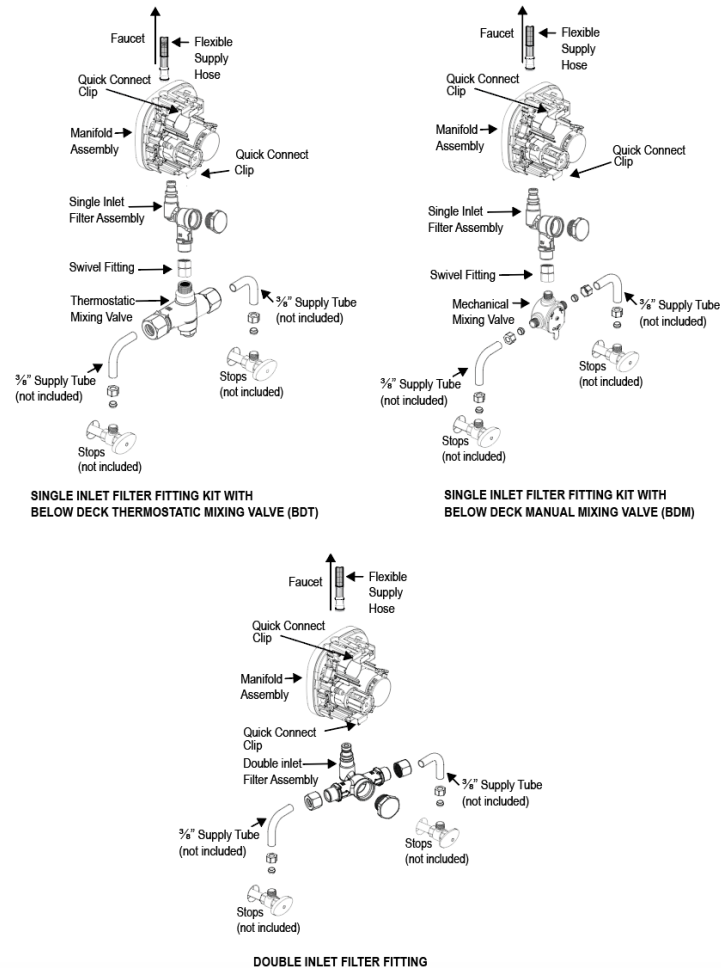 Faucet
Flexible
Supply
Hose
Quick Connect
Clip
Manifold
Assembly
Quick Connect
Clip
Single Inlet
Filter Assembly
Swivel Fitting
Thermostatic
Mixing Valve
⅜" Supply Tube
(not included)
⅜" Supply Tube
(not included)
Stops
(not included)
Stops
(not included)
SINGLE INLET FILTER FITTING KIT WITH
BELOW DECK THERMOSTATIC MIXING VALVE (BDT)
Faucet
Flexible
Supply
Hose
Quick Connect
Clip
Manifold
Assembly
Quick Connect
Clip
Single Inlet
Filter Assembly
Swivel Fitting
Mechanical
Mixing Valve
⅜" Supply Tube
(not included)
⅜" Supply Tube
(not included)
Stops
(not included)
Stops
(not included)
SINGLE INLET FILTER FITTING KIT WITH
BELOW DECK MANUAL MIXING VALVE (BDM)
Faucet
Flexible
Supply
Hose
Quick Connect
Clip
Manifold
Assembly
Quick Connect
Clip
Double inlet
Filter Assembly
⅜" Supply Tube
(not included)
⅜" Supply Tube
(not included)
Stops
(not included)
Stops
(not included)
DOUBLE INLET FILTER FITTING